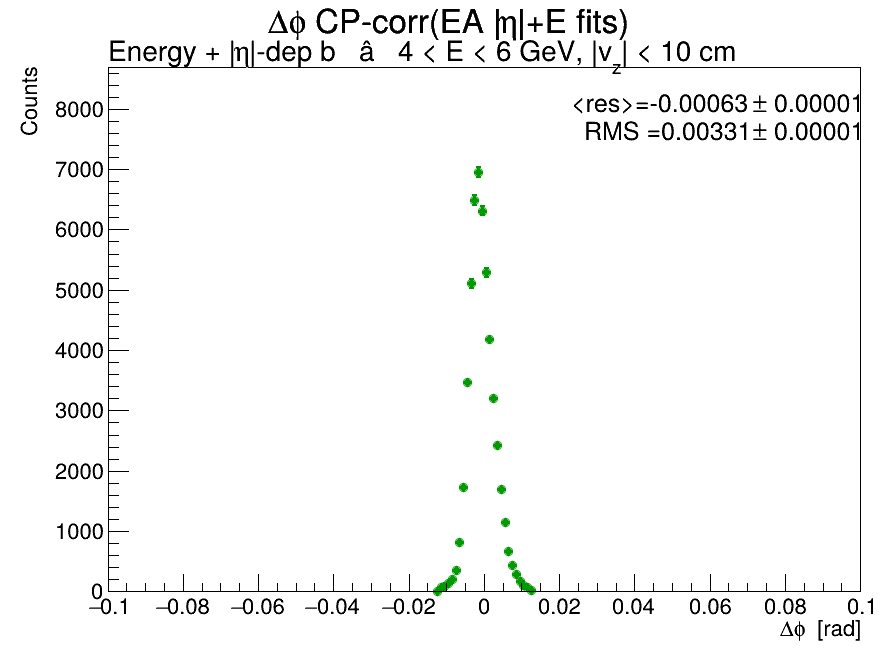 Δϕ CP-corr(EA |η|+E fits)
Energy + |η|-dep b â 4 < E < 6 GeV, |v_z| < 10 cm
<res>=-0.00063± 0.00001
RMS =0.00331± 0.00001
Counts
8000
7000
6000
5000
4000
3000
2000
1000
0
−0.1 −0.08 −0.06 −0.04 −0.02 0 0.02 0.04 0.06 0.08 0.1
Δϕ [rad]